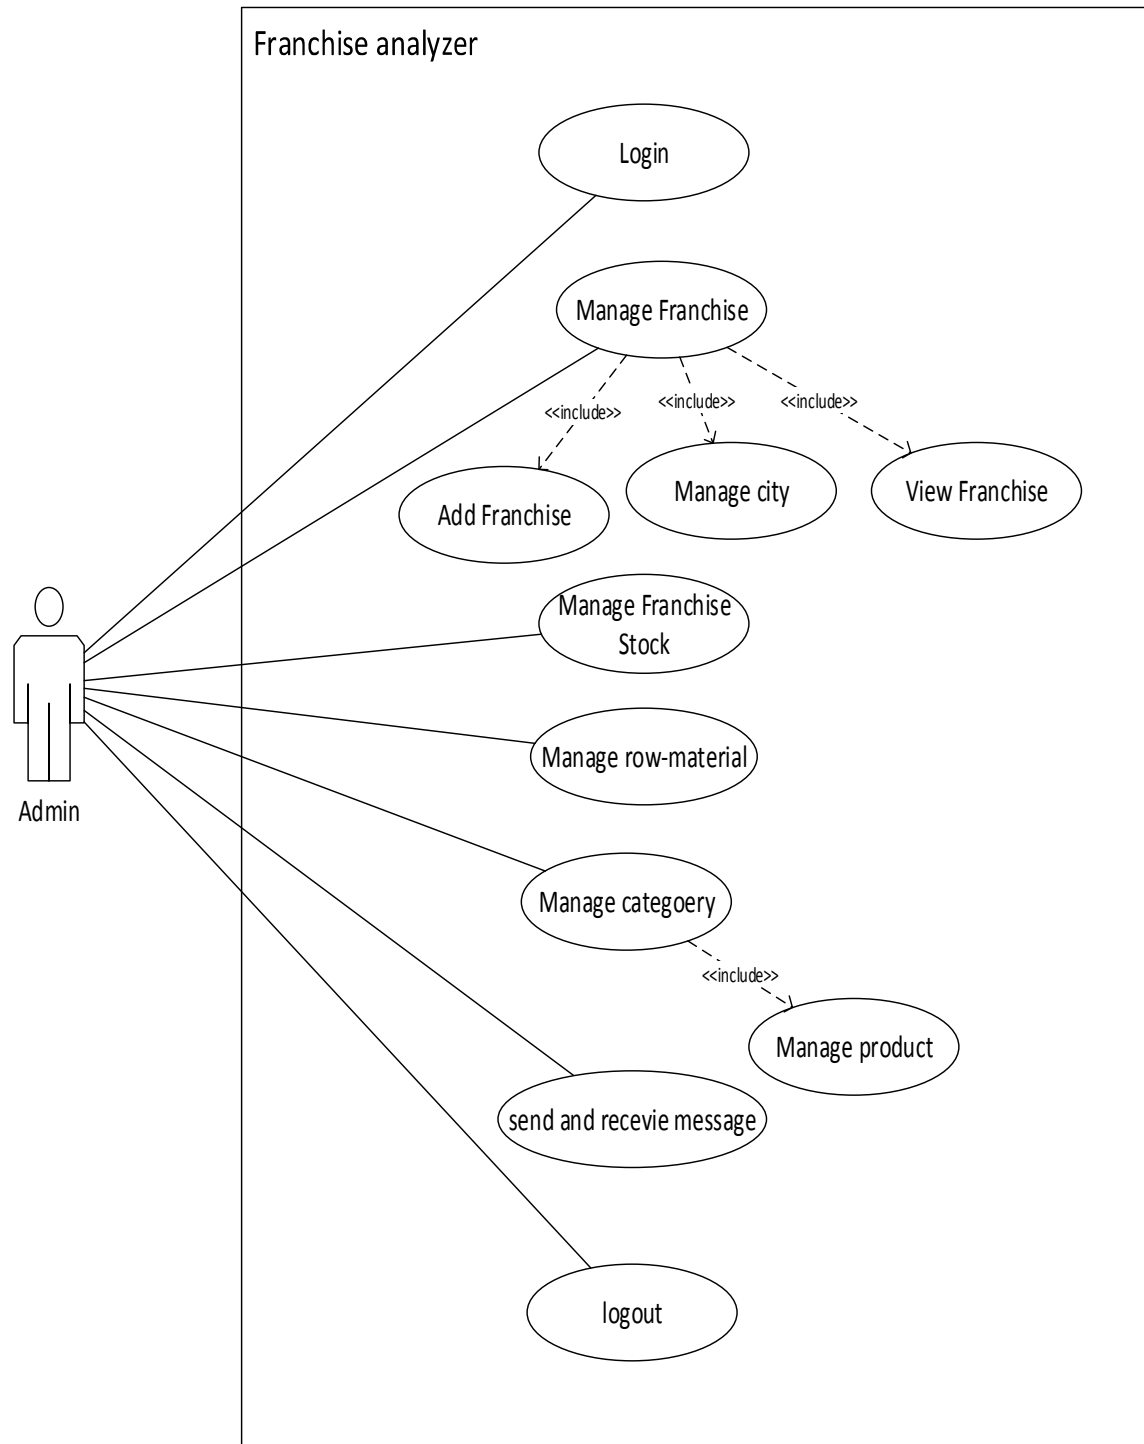 Franchise analyzer
Login
Manage Franchise
<<include>>
<<include>>
<<include>>
Add Franchise
Manage city
View Franchise
Manage Franchise
Stock
Manage row-material
Admin
Manage categoery
<<include>>
Manage product
send and recevie message
logout